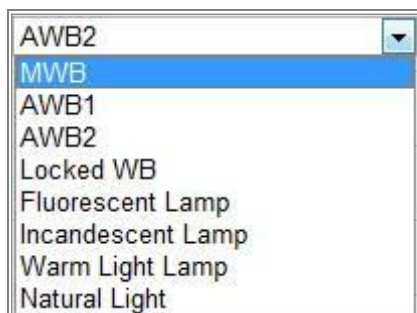 AWB2
MWB
AWB1
AWB2
Locked WB
Fluorescent Lamp
Incandescent Lamp
Warm Light Lamp
Natural Light